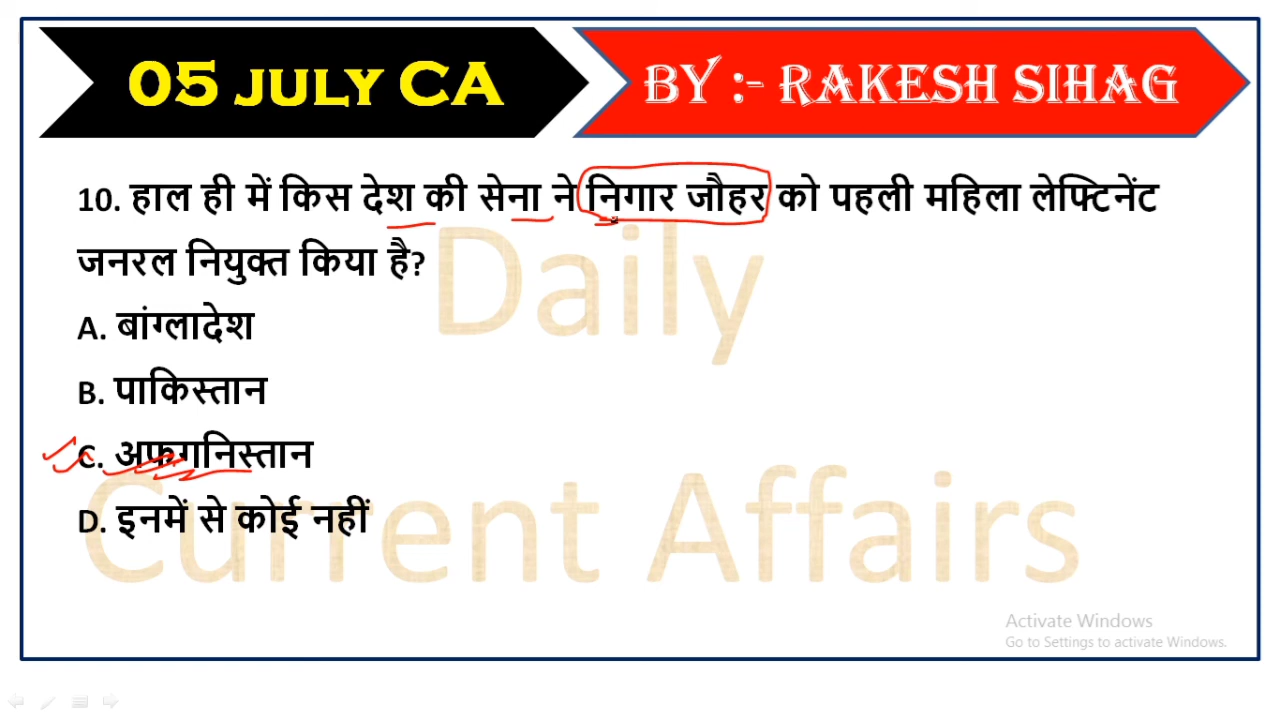 05 JULY CA
BY :- RAKESH SIHAG
10. हाल ही में किस देश की सेना ने निगार जौहर को पहली महिला लेफ्टिनेंट
जनरल नियुक्त किया है?
A. बांग्लादेश
B. पाकिस्तान
C. अफगनिस्तान
D. इनमें से कोई नहीं
Daily
Current Affairs
Activate Windows
Go to Settings to activate Windows.